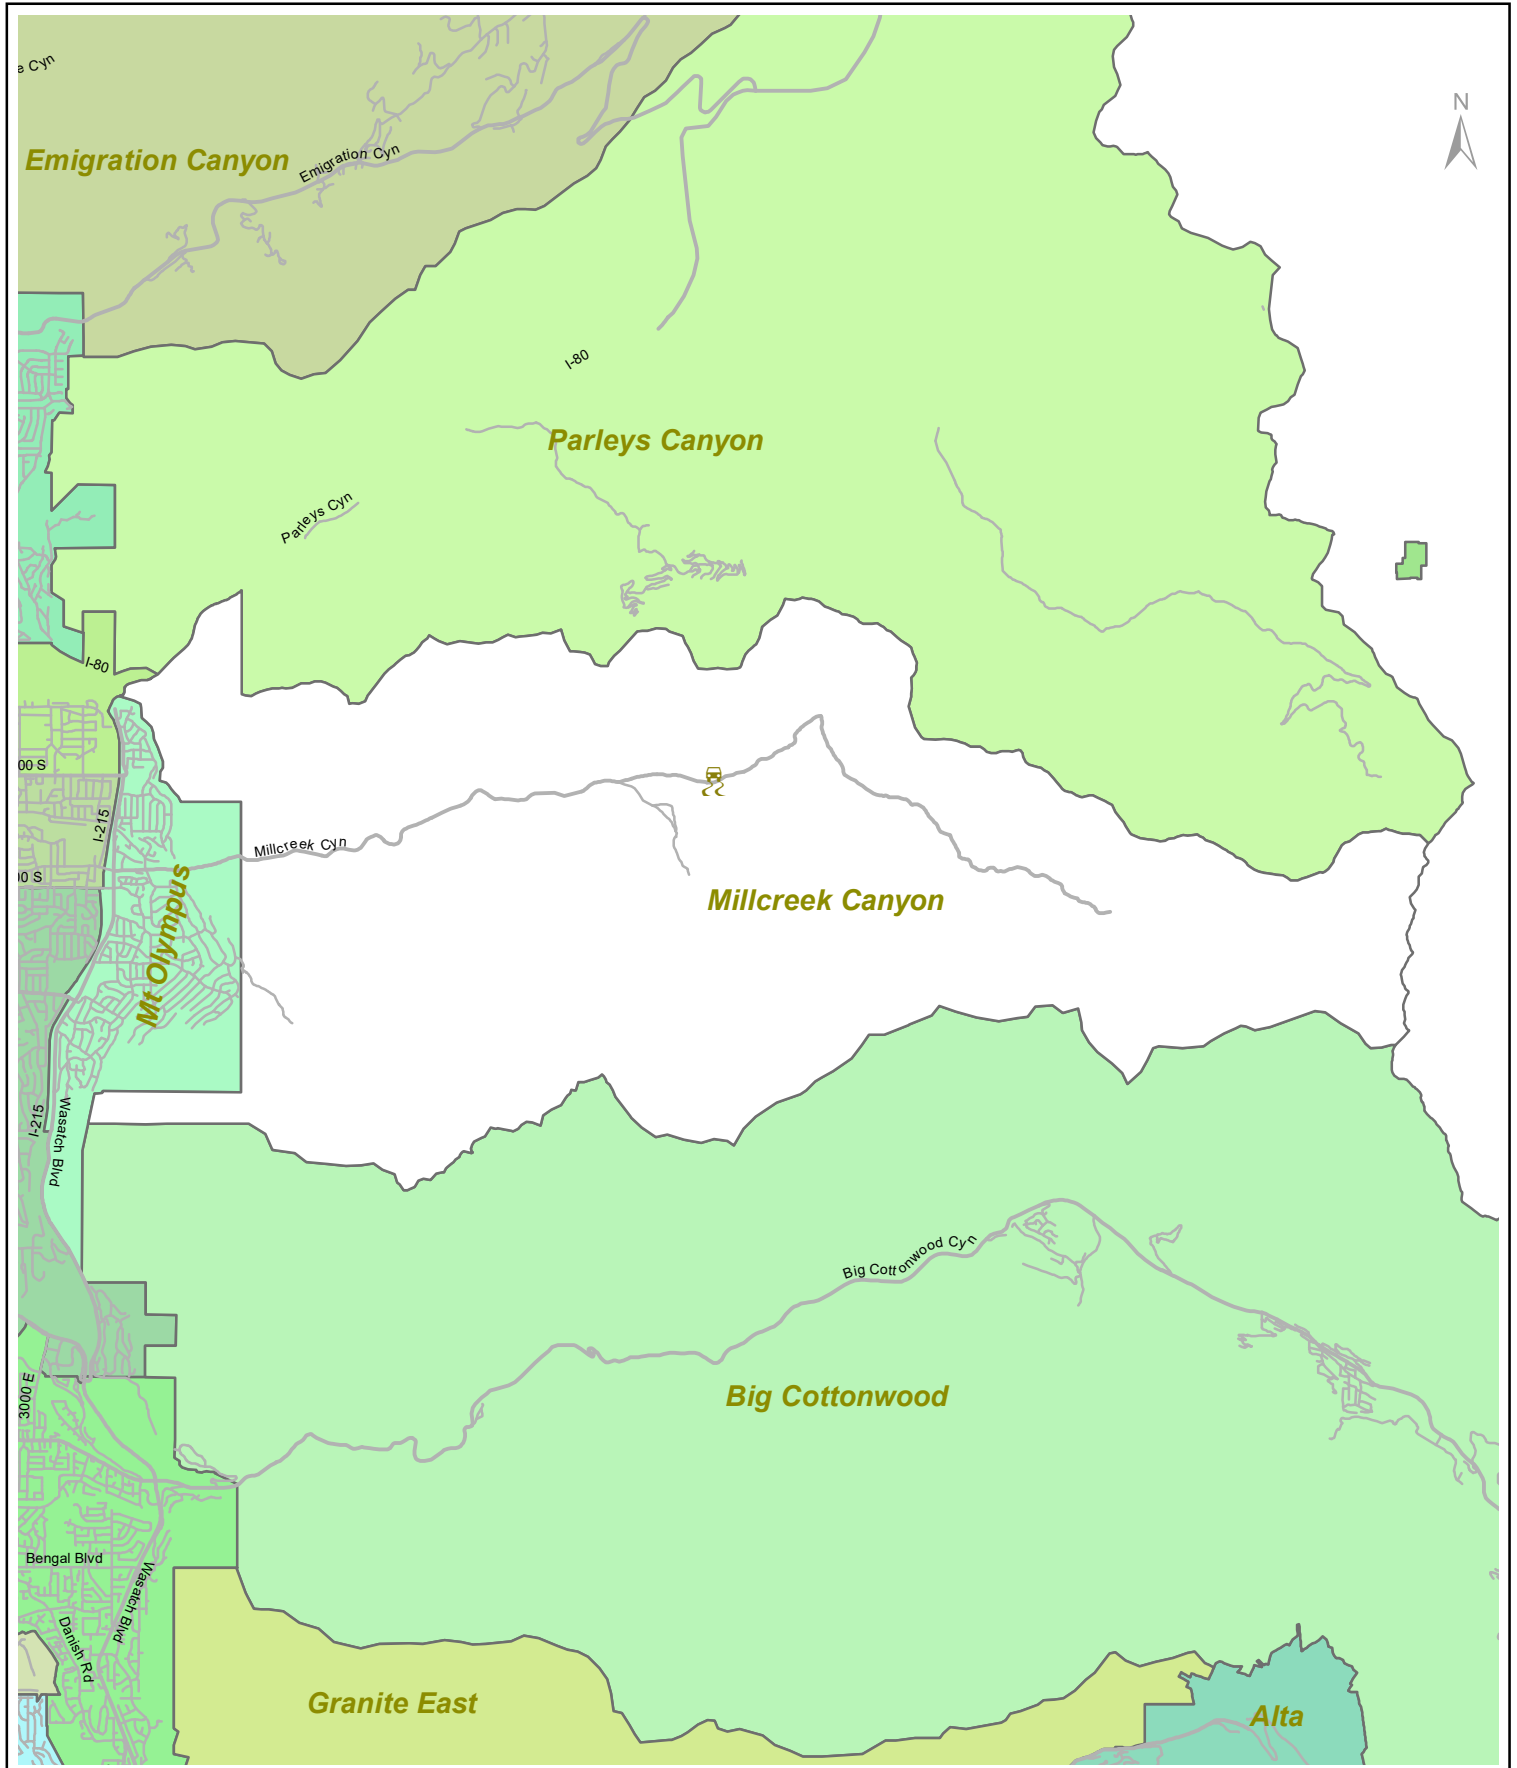 e Cyn
N
Emigration Canyon
Emigration Cyn
I-80
Parleys Canyon
Parleys Cyn
I-80
00 S
I-215
Millcreek Cyn
00 S
Mt Olympus
Millcreek Canyon
I-215
Wasatch Blvd
Big Cottonwood Cyn
3000 E
Big Cottonwood
Bengal Blvd
Wasatch Blvd
Danish Rd
Granite East
Alta